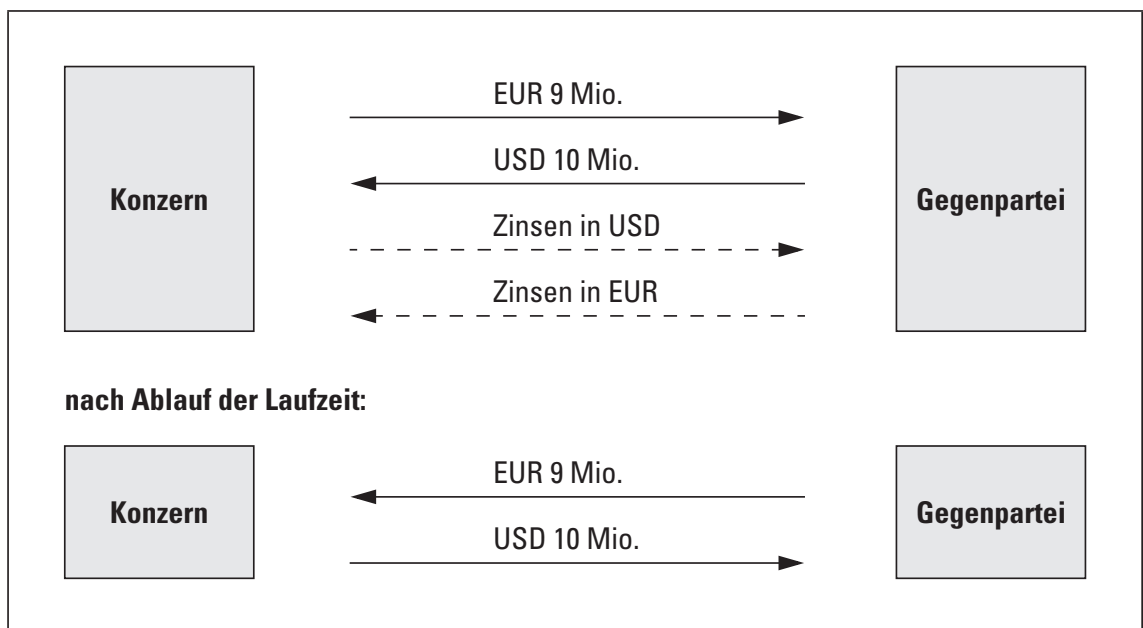 EUR 9 Mio.
USD 10 Mio.
Konzern
Gegenpartei
Zinsen in USD
Zinsen in EUR
nach Ablauf der Laufzeit:
EUR 9 Mio.
Konzern
Gegenpartei
USD 10 Mio.